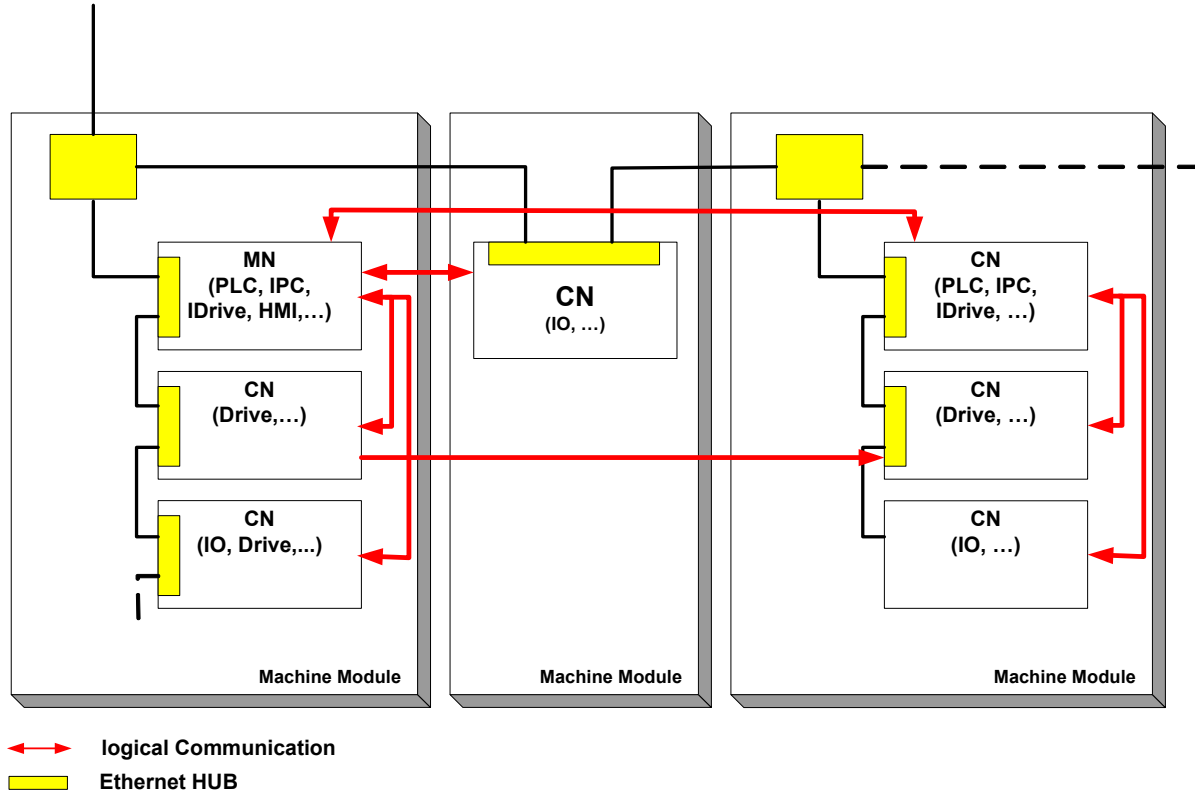 MN
(PLC, IPC,
IDrive, HMI,…)
CN
(Drive,…)
CN
(IO, Drive,...)
Machine Module
CN
(IO, …)
Machine Module
CN
(PLC, IPC,
IDrive, …)
CN
(Drive, …)
CN
(IO, …)
Machine Module
logical Communication
Ethernet HUB